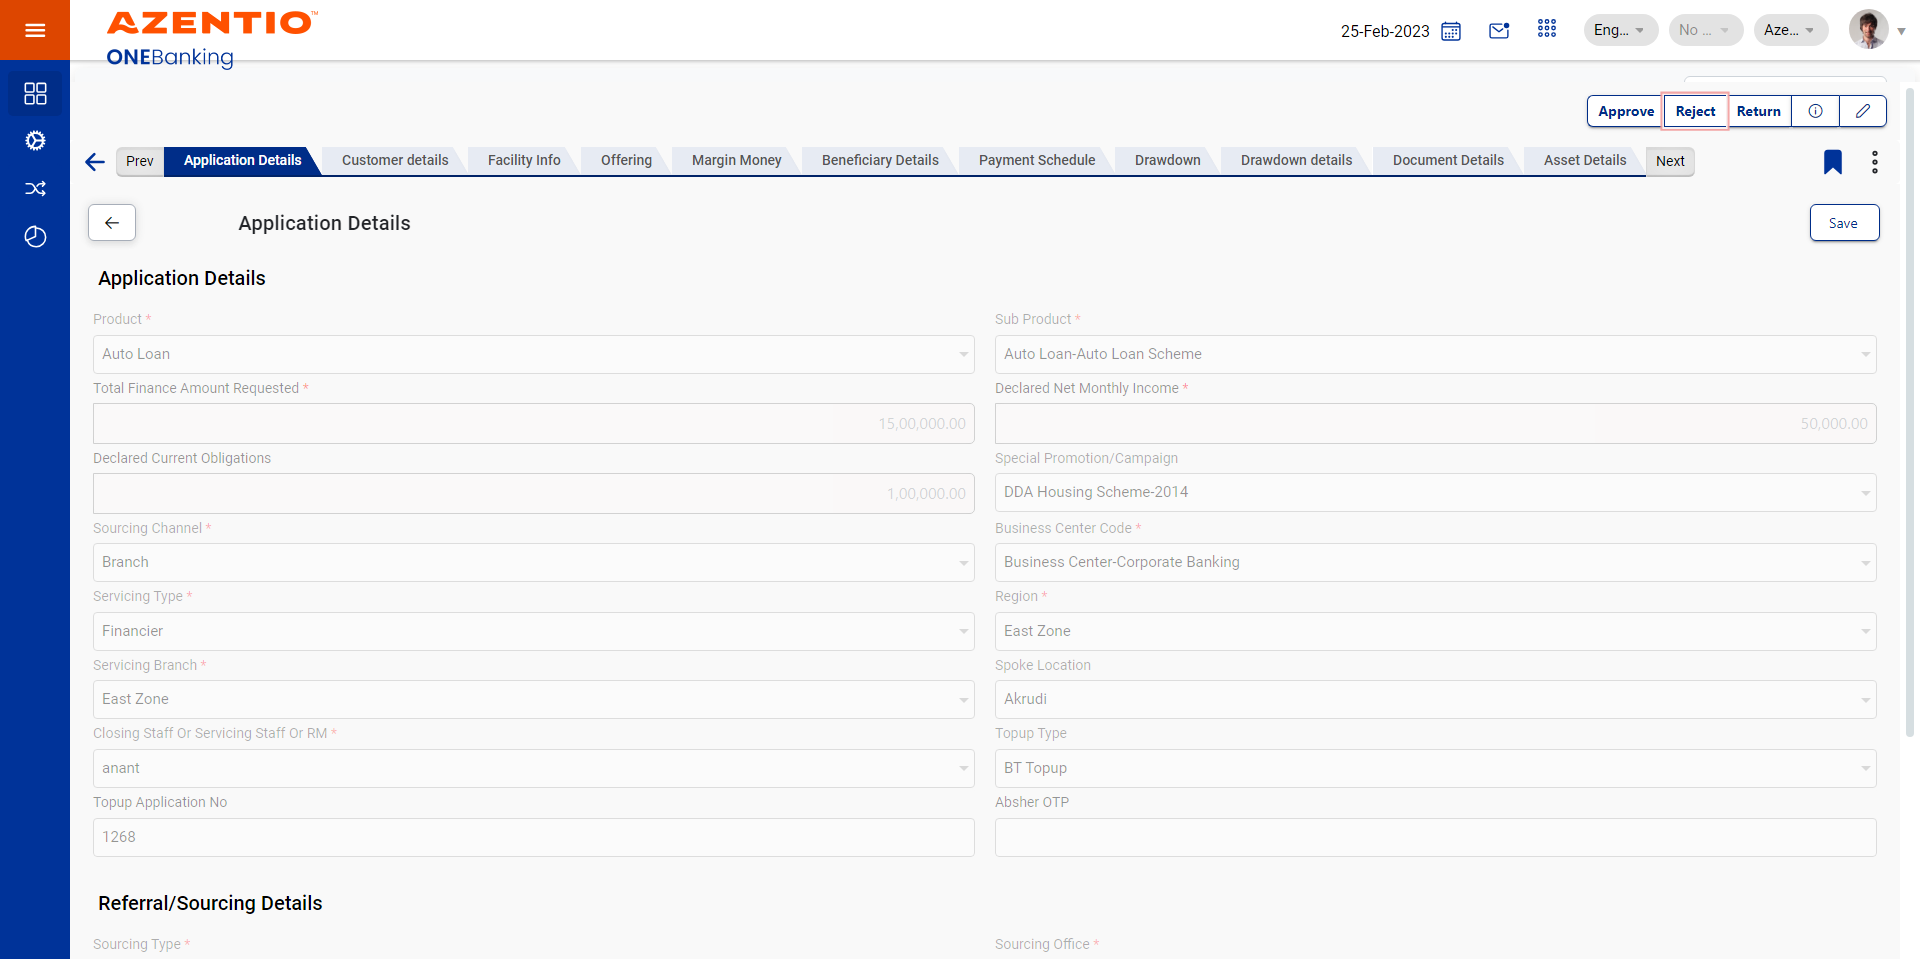 AZENTIO™
ONEBanking
25-Feb-2023
Eng...
No ...
Aze...
Approve
Reject
Return
Prev
Application Details
Customer details
Facility Info
Offering
Margin Money
Beneficiary Details
Payment Schedule
Drawdown
Drawdown details
Document Details
Asset Details
Next
Application Details
Save
Application Details
Product *
Sub Product *
Auto Loan
Auto Loan-Auto Loan Scheme
Total Finance Amount Requested *
Declared Net Monthly Income *
15,00,000.00
50,000.00
Declared Current Obligations
Special Promotion/Campaign
1,00,000.00
DDA Housing Scheme-2014
Sourcing Channel *
Business Center Code *
Branch
Business Center-Corporate Banking
Servicing Type *
Region *
Financier
East Zone
Servicing Branch *
Spoke Location
East Zone
Akrudi
Closing Staff Or Servicing Staff Or RM *
Topup Type
anant
BT Topup
Topup Application No
Absher OTP
1268
Referral/Sourcing Details
Sourcing Type *
Sourcing Office *